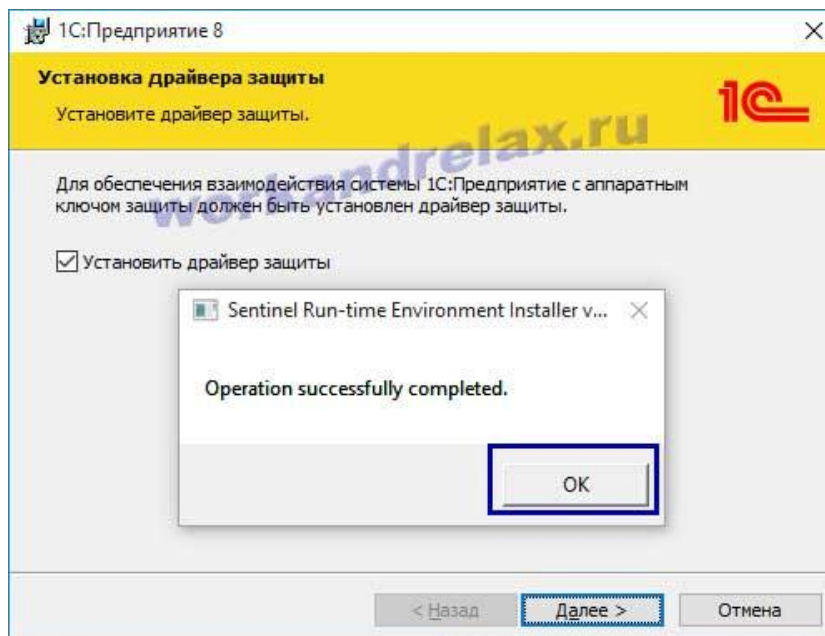 1С:Предприятие 8
Установка драйвера защиты
Установите драйвер защиты.
1С
workandrelax.ru
Для обеспечения взаимодействия системы 1С:Предприятие с аппаратным
ключом защиты должен быть установлен драйвер защиты.
Установить драйвер защиты
Sentinel Run-time Environment Installer v...
Operation successfully completed.
OK
< Назад
Далее >
Отмена